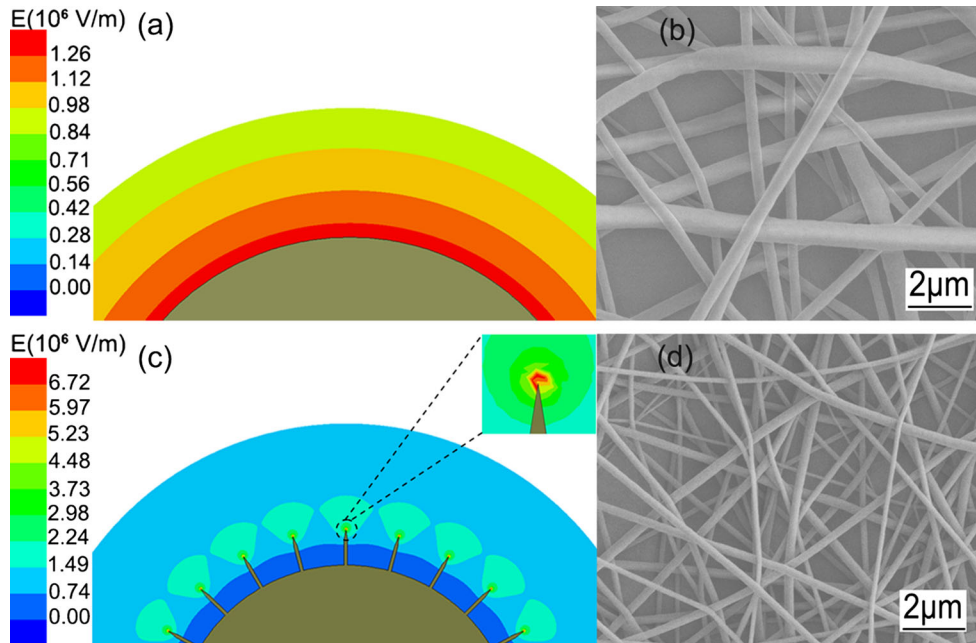 E(10⁶ V/m)
(a)
1.26
1.12
0.98
0.84
0.71
0.56
0.42
0.28
0.14
0.00
(b)
2μm
E(10⁶ V/m)
(c)
6.72
5.97
5.23
4.48
3.73
2.98
2.24
1.49
0.74
0.00
(d)
2μm